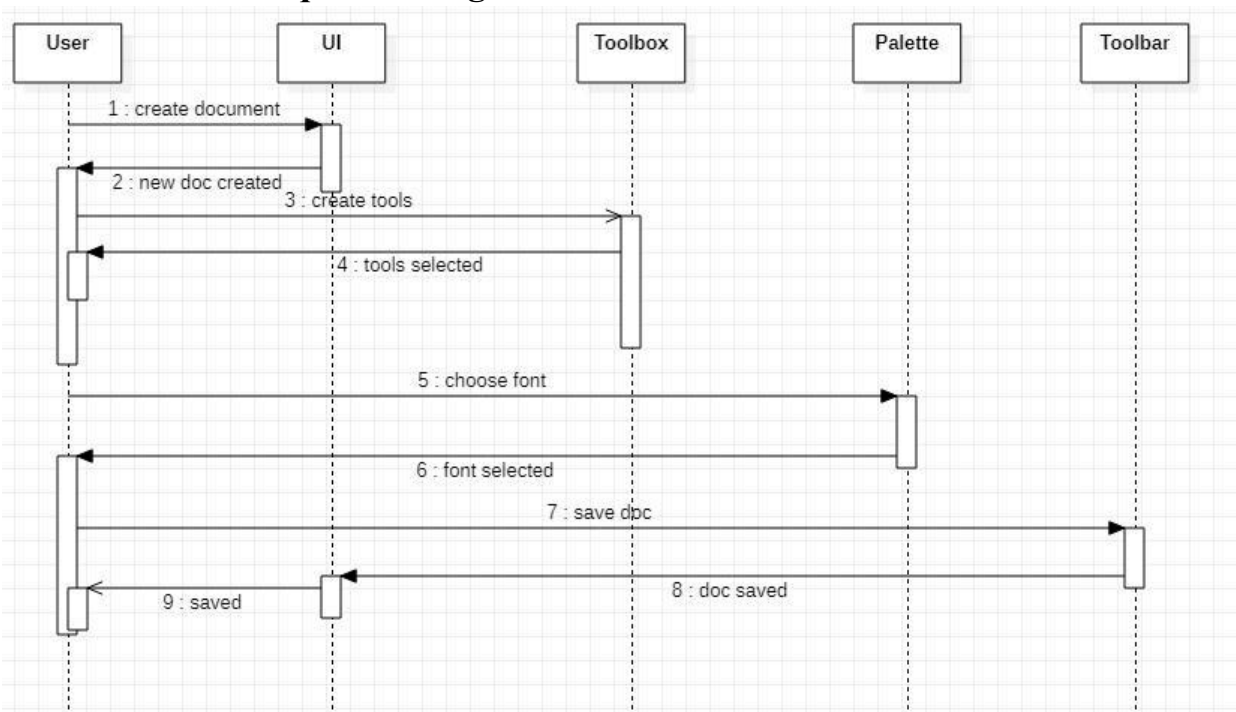 User
UI
Toolbox
Palette
Toolbar
1 : create document
2 : new doc created
3 : create tools
4 : tools selected
5 : choose font
6 : font selected
7 : save doc
8 : doc saved
9 : saved